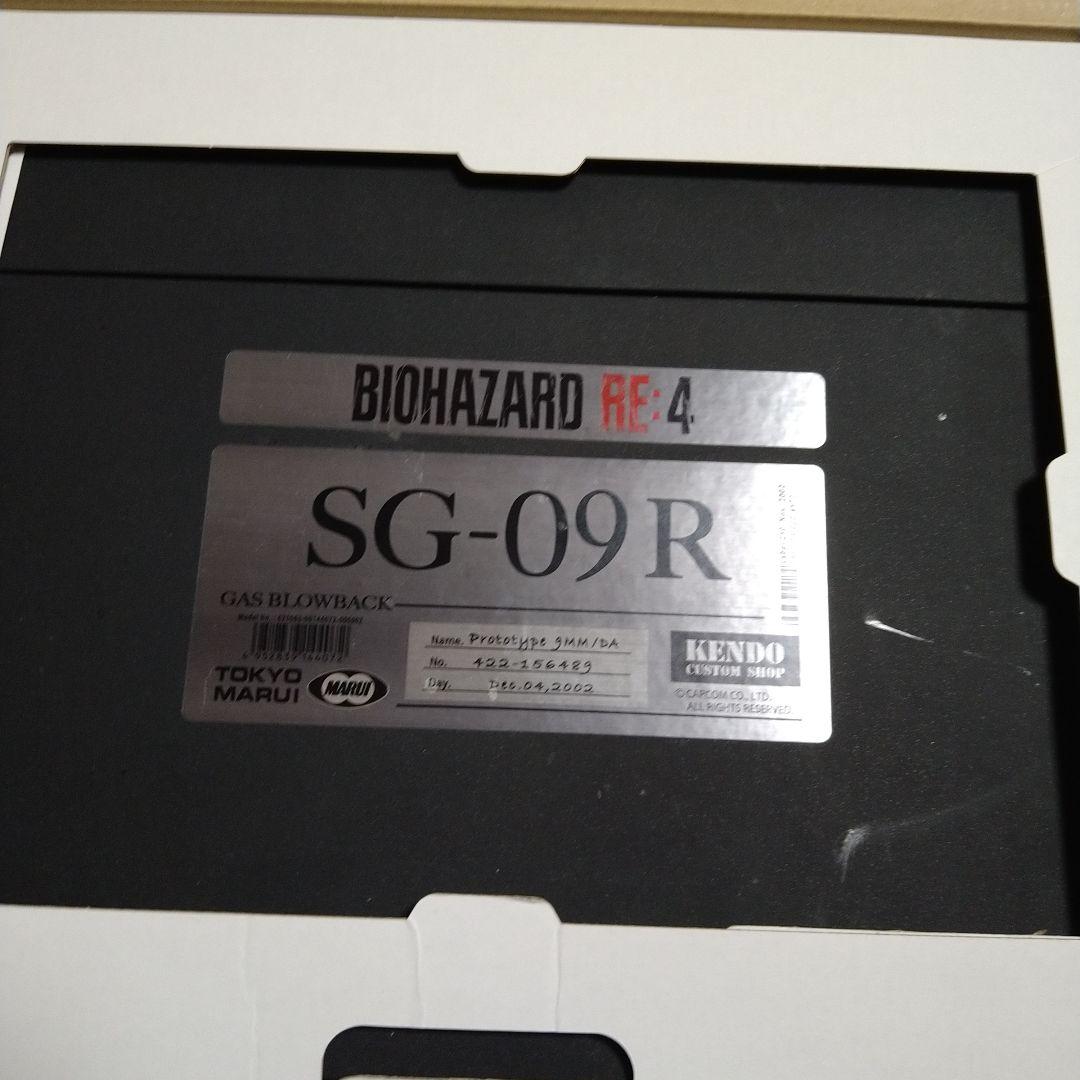 BIOHAZARD RE:4
SG-09 R
GAS BLOWBACK
TOKYO
MARUI
MARUI
Name. Prototype 9MM/DA
No. 422-156489
Day. Dec.04,2002
KENDO
CUSTOM SHOP
© CAPCOM CO., LTD.
ALL RIGHTS RESERVED.